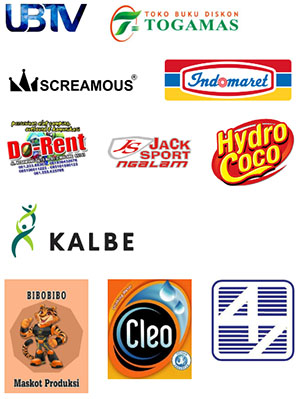 UBTV
TOKO BUKU DISKON
TOGAMAS
SCREAMOUS®
Indomaret
Do-Rent
JS JACK
SPORT
NGALAM
Hydro
Coco
KALBE
BIBOBIBO
Maskot Produksi
Cleo